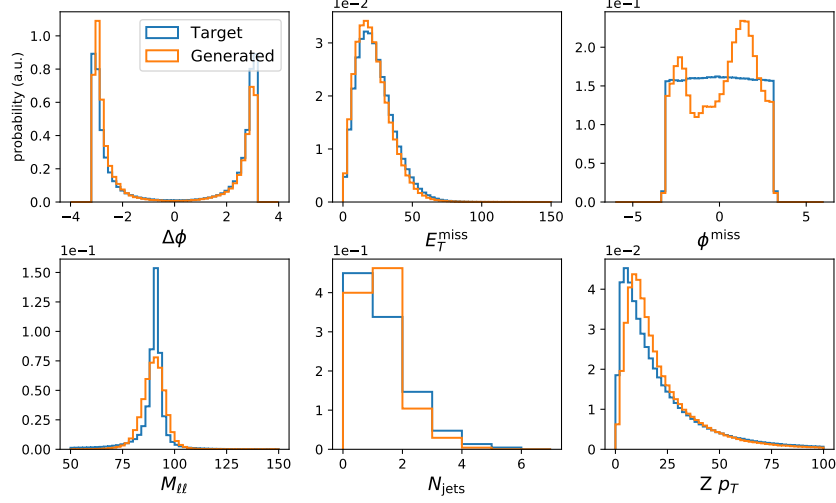 1e−2
1e−1
Target
Generated
probability (a.u.)
1.0
0.8
0.6
0.4
0.2
0.0
−4 −2 0 2 4
Δϕ
3
2
1
0
0 50 100 150
E_T^miss
2.5
2.0
1.5
1.0
0.5
0.0
−5 0 5
ϕ^miss
1e−1
1.50
1.25
1.00
0.75
0.50
0.25
0.00
50 75 100 125 150
M_ℓℓ
1e−1
4
3
2
1
0
0 2 4 6
N_jets
1e−2
4
2
0
0 25 50 75 100
Z p_T